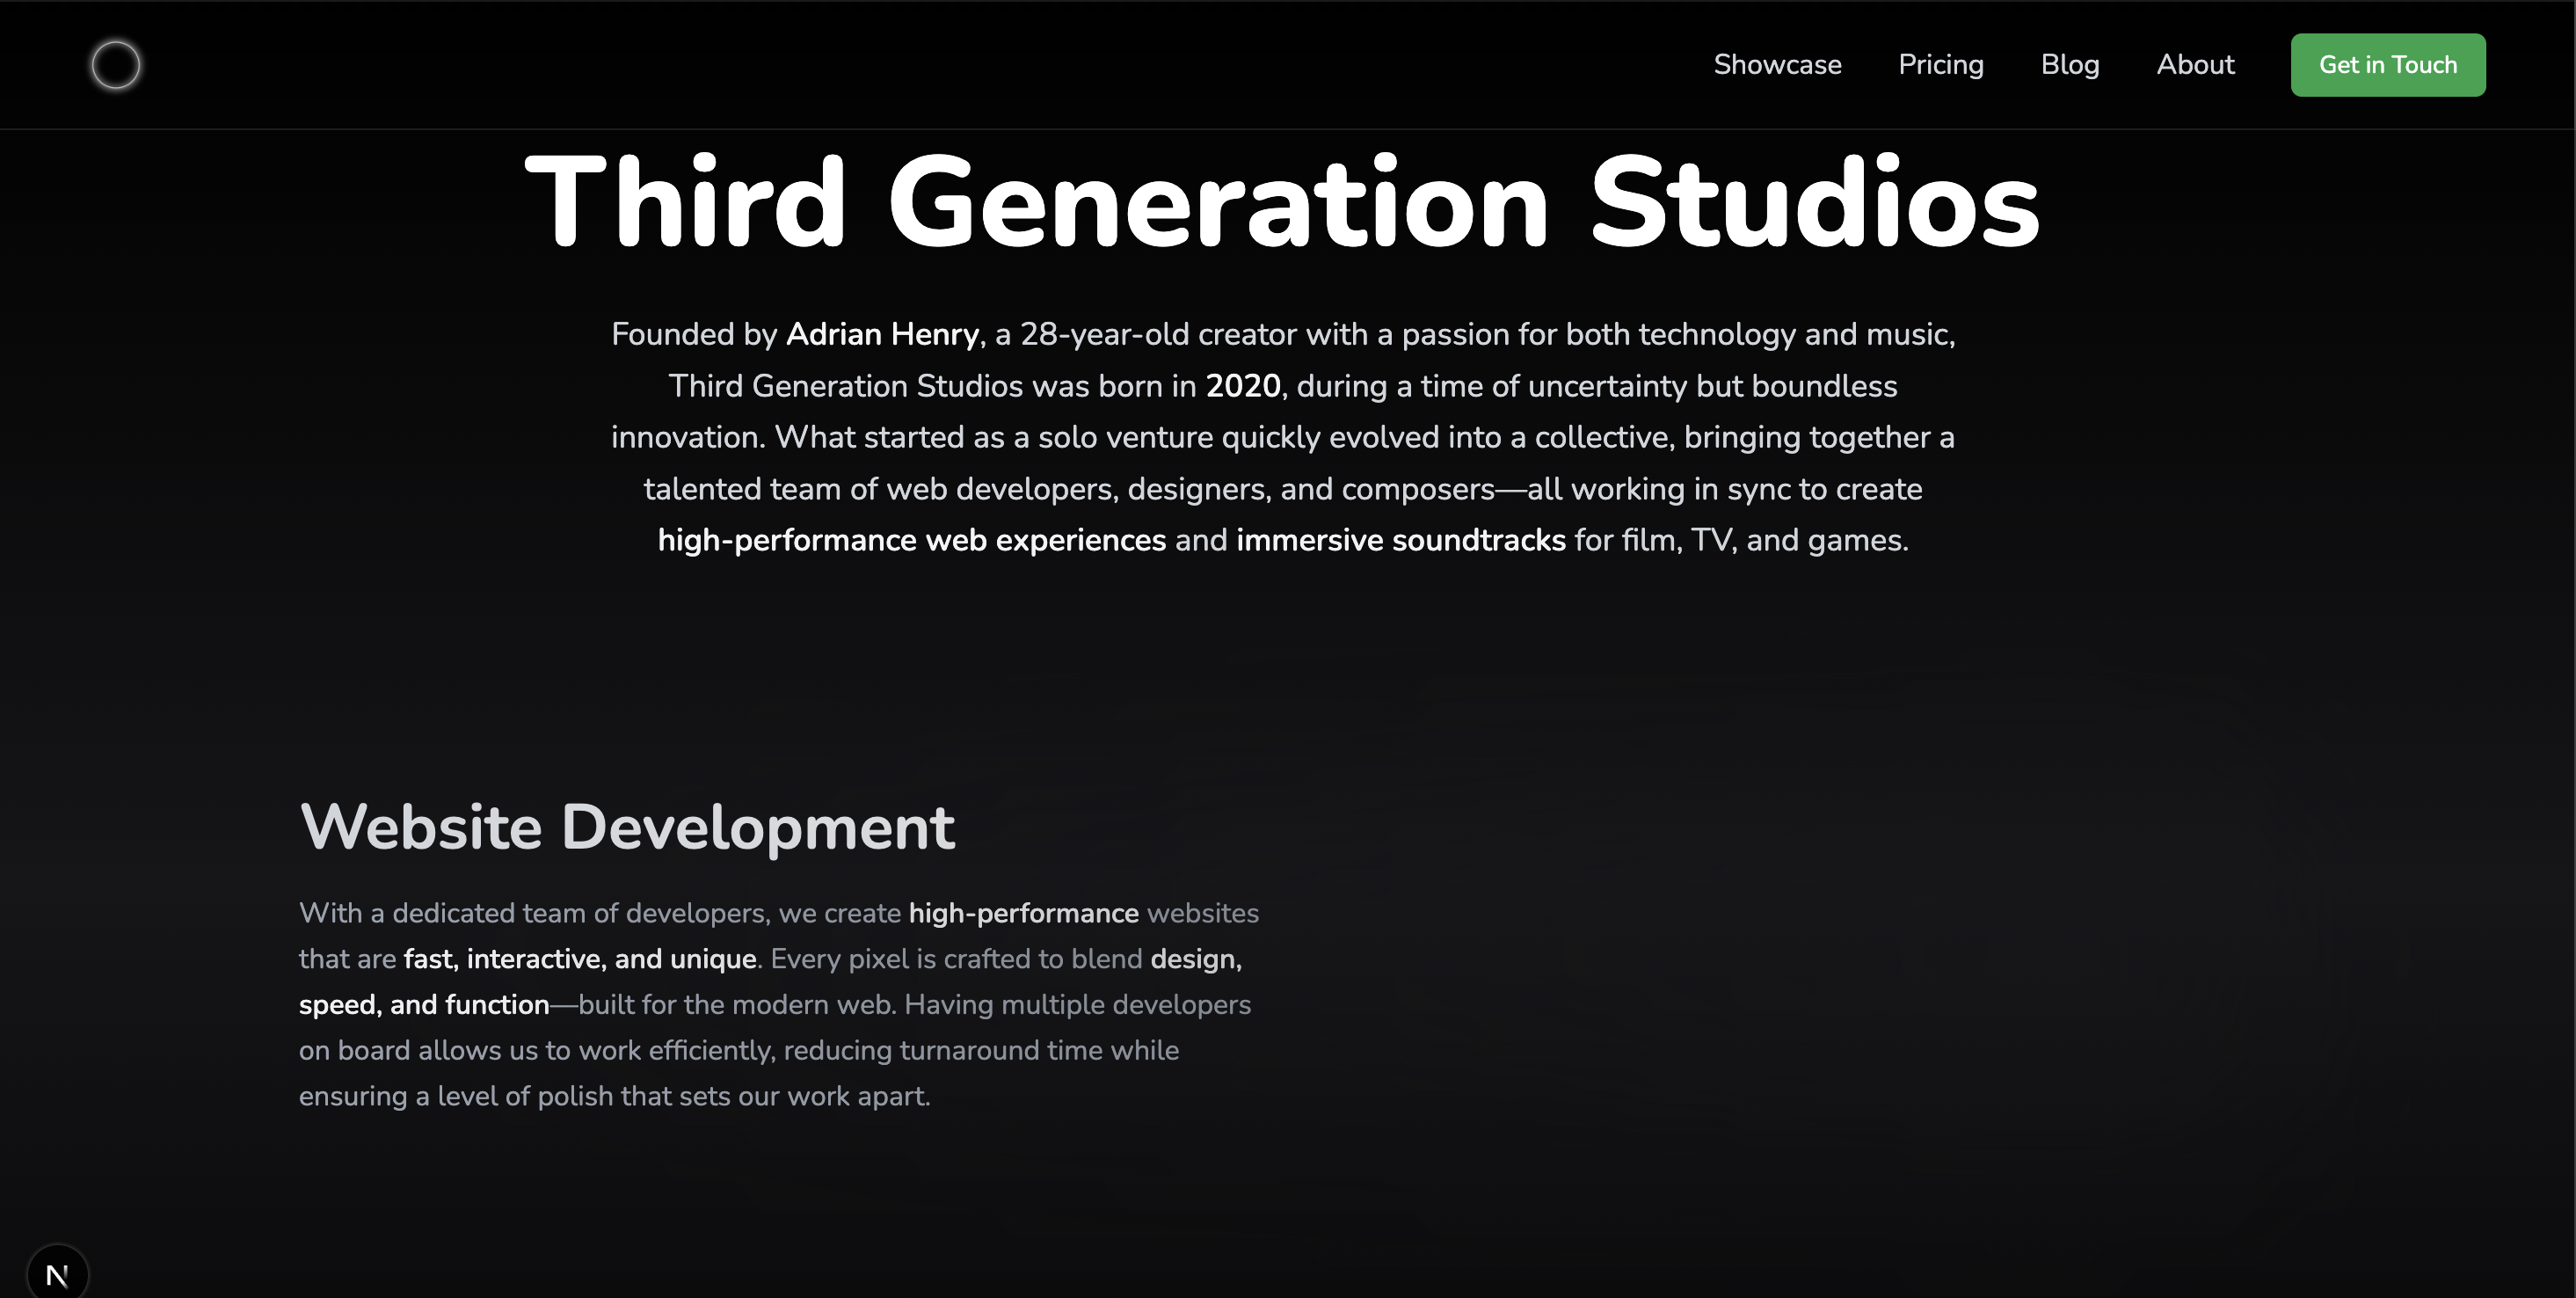 Showcase Pricing Blog About Get in Touch
Third Generation Studios
Founded by Adrian Henry, a 28-year-old creator with a passion for both technology and music,
Third Generation Studios was born in 2020, during a time of uncertainty but boundless
innovation. What started as a solo venture quickly evolved into a collective, bringing together a
talented team of web developers, designers, and composers—all working in sync to create
high-performance web experiences and immersive soundtracks for film, TV, and games.
Website Development
With a dedicated team of developers, we create high-performance websites
that are fast, interactive, and unique. Every pixel is crafted to blend design,
speed, and function—built for the modern web. Having multiple developers
on board allows us to work efficiently, reducing turnaround time while
ensuring a level of polish that sets our work apart.
N